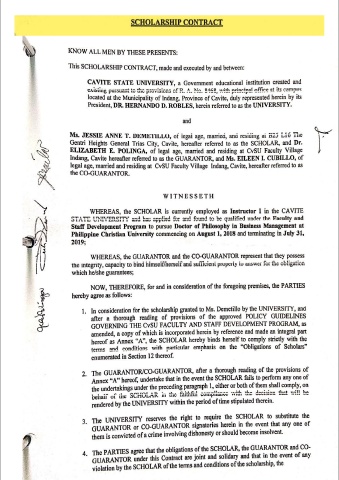 SCHOLARSHIP CONTRACT
KNOW ALL MEN BY THESE PRESENTS:
This SCHOLARSHIP CONTRACT, made and executed by and between:
CAVITE STATE UNIVERSITY, a Government educational institution created and
existing pursuant to the provisions of R. A. No. 8468, with principal office at its campus
located at the Municipality of Indang, Province of Cavite, duly represented herein by its
President, DR. HERNANDO D. ROBLES, herein referred to as the UNIVERSITY.
and
Ms. JESSIE ANNE T. DEMETILLO, of legal age, married, and residing at B25 L16 The
Gentri Heights General Trias City, Cavite, hereafter referred to as the SCHOLAR, and Dr.
ELIZABETH E. POLINGA, of legal age, married and residing at CvSU Faculty Village
Indang, Cavite hereafter referred to as the GUARANTOR, and Ms. EILEEN I. CUBILLO, of
legal age, married and residing at CvSU Faculty Village Indang, Cavite, hereafter referred to as
the CO-GUARANTOR.
WITNESSETH
WHEREAS, the SCHOLAR is currently employed as Instructor I in the CAVITE
STATE UNIVERSITY and has applied for and found to be qualified under the Faculty and
Staff Development Program to pursue Doctor of Philosophy in Business Management at
Philippine Christian University commencing on August 1, 2018 and terminating in July 31,
2019;
WHEREAS, the GUARANTOR and the CO-GUARANTOR represent that they possess
the integrity, capacity to bind himself/herself and sufficient property to answer for the obligation
which he/she guarantees;
NOW, THEREFORE, for and in consideration of the foregoing premises, the PARTIES
hereby agree as follows:
1. In consideration for the scholarship granted to Ms. Demetillo by the UNIVERSITY, and
after a thorough reading of provisions of the approved POLICY GUIDELINES
GOVERNING THE CvSU FACULTY AND STAFF DEVELOPMENT PROGRAM, as
amended, a copy of which is incorporated herein by reference and made an integral part
hereof as Annex "A", the SCHOLAR hereby binds herself to comply strictly with the
terms and conditions with particular emphasis on the "Obligations of Scholars"
enumerated in Section 12 thereof.
2. The GUARANTOR/CO-GUARANTOR, after a thorough reading of the provisions of
Annex "A" hereof, undertake that in the event the SCHOLAR fails to perform any one of
the undertakings under the preceding paragraph 1, either or both of them shall comply, on
behalf of the SCHOLAR in the faithful compliance with the decision that will be
rendered by the UNIVERSITY within the period of time stipulated therein.
3. The UNIVERSITY reserves the right to require the SCHOLAR to substitute the
GUARANTOR or CO-GUARANTOR signatories herein in the event that any one of
them is convicted of a crime involving dishonesty or should become insolvent.
4. The PARTIES agree that the obligations of the SCHOLAR, the GUARANTOR and CO-
GUARANTOR under this Contract are joint and solidary and that in the event of any
violation by the SCHOLAR of the terms and conditions of the scholarship, the